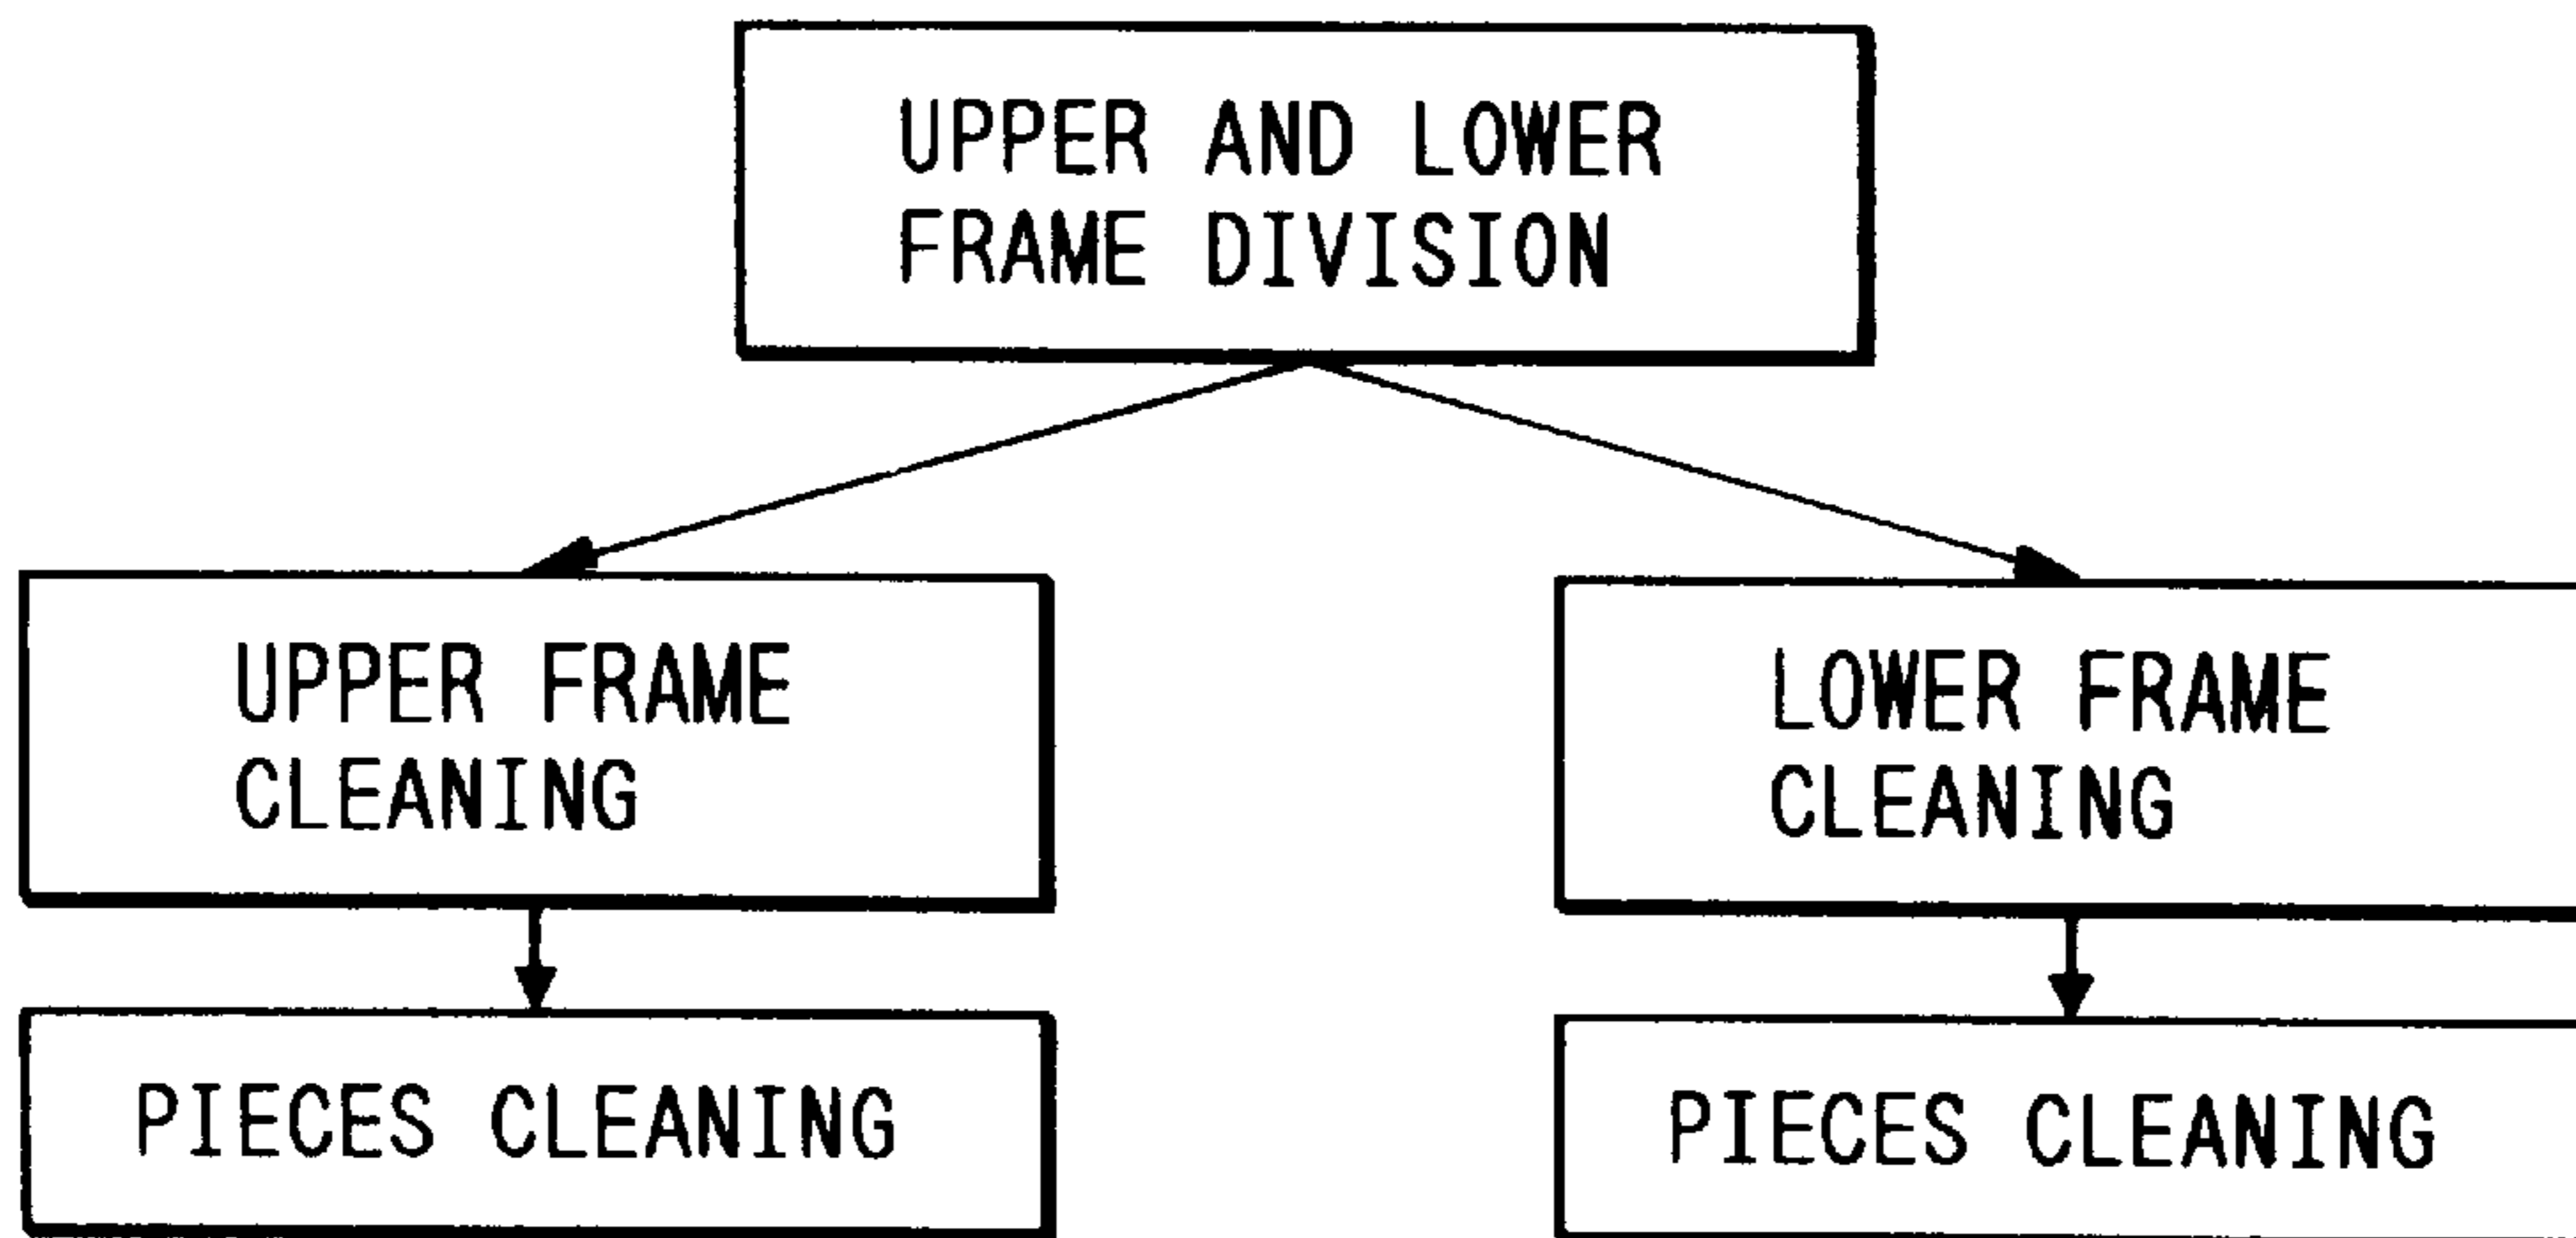 UPPER AND LOWER
FRAME DIVISION
UPPER FRAME
CLEANING
LOWER FRAME
CLEANING
PIECES CLEANING
PIECES CLEANING